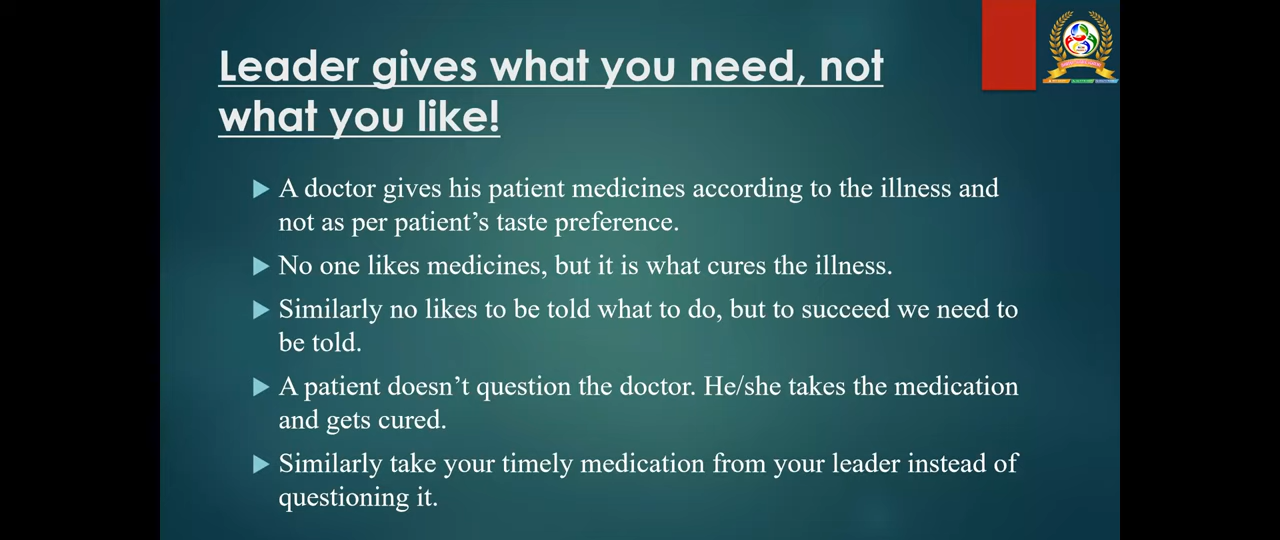 Leader gives what you need, not
what you like!
A doctor gives his patient medicines according to the illness and
not as per patient’s taste preference.
No one likes medicines, but it is what cures the illness.
Similarly no likes to be told what to do, but to succeed we need to
be told.
A patient doesn’t question the doctor. He/she takes the medication
and gets cured.
Similarly take your timely medication from your leader instead of
questioning it.